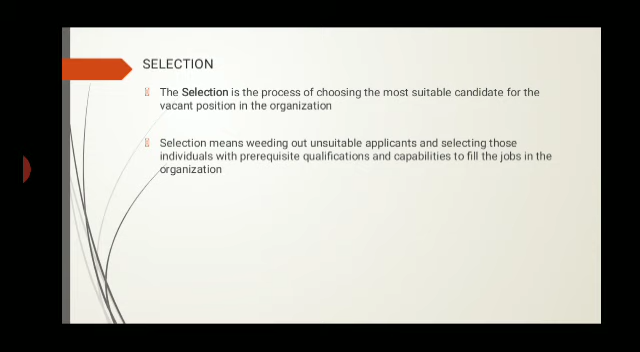 SELECTION
The Selection is the process of choosing the most suitable candidate for the
vacant position in the organization
Selection means weeding out unsuitable applicants and selecting those
individuals with prerequisite qualifications and capabilities to fill the jobs in the
organization